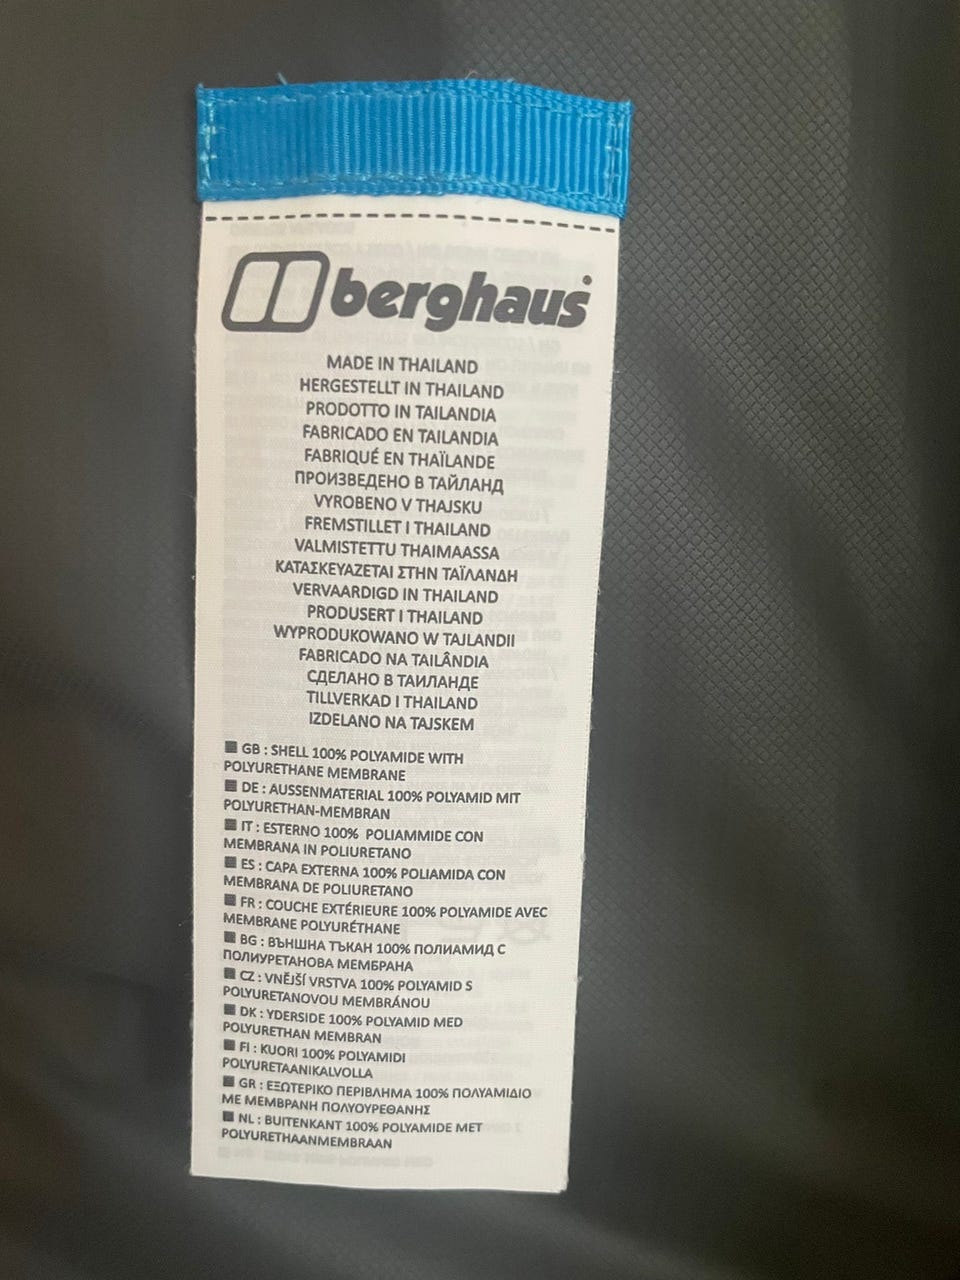 berghaus
MADE IN THAILAND
HERGESTELLT IN THAILAND
PRODOTTO IN TAILANDIA
FABRICADO EN TAILANDIA
FABRIQUÉ EN THAÏLANDE
ПРОИЗВЕДЕНО В ТАЙЛАНД
VYROBENO V THAJSKU
FREMSTILLET I THAILAND
VALMISTETTU THAIMAASSA
ΚΑΤΑΣΚΕΥΑΖΕΤΑΙ ΣΤΗΝ ΤΑΪΛΑΝΔΗ
VERVAARDIGD IN THAILAND
PRODUSERT I THAILAND
WYPRODUKOWANO W TAJLANDII
FABRICADO NA TAILÂNDIA
СДЕЛАНО В ТАИЛАНДЕ
TILLVERKAD I THAILAND
IZDELANO NA TAJSKEM
■ GB : SHELL 100% POLYAMIDE WITH
POLYURETHANE MEMBRANE
■ DE : AUSSENMATERIAL 100% POLYAMID MIT
POLYURETHAN-MEMBRAN
■ IT : ESTERNO 100% POLIAMMIDE CON
MEMBRANA IN POLIURETANO
■ ES : CAPA EXTERNA 100% POLIAMIDA CON
MEMBRANA DE POLIURETANO
■ FR : COUCHE EXTÉRIEURE 100% POLYAMIDE AVEC
MEMBRANE POLYURÉTHANE
■ BG : ВЪНШНА ТЪКАН 100% ПОЛИАМИД С
ПОЛИУРЕТАНОВА МЕМБРАНА
■ CZ : VNĚJŠÍ VRSTVA 100% POLYAMID S
POLYURETANOVOU MEMBRÁNOU
■ DK : YDERSIDE 100% POLYAMID MED
POLYURETHAN MEMBRAN
■ FI : KUORI 100% POLYAMIDI
POLYURETAANIKALVOLLA
■ GR : ΕΞΩΤΕΡΙΚΟ ΠΕΡΙΒΛΗΜΑ 100% ΠΟΛΥΑΜΙΔΙΟ
ΜΕ ΜΕΜΒΡΑΝΗ ΠΟΛΥΟΥΡΕΘΑΝΗΣ
■ NL : BUITENKANT 100% POLYAMIDE MET
POLYURETHAANMEMBRAAN